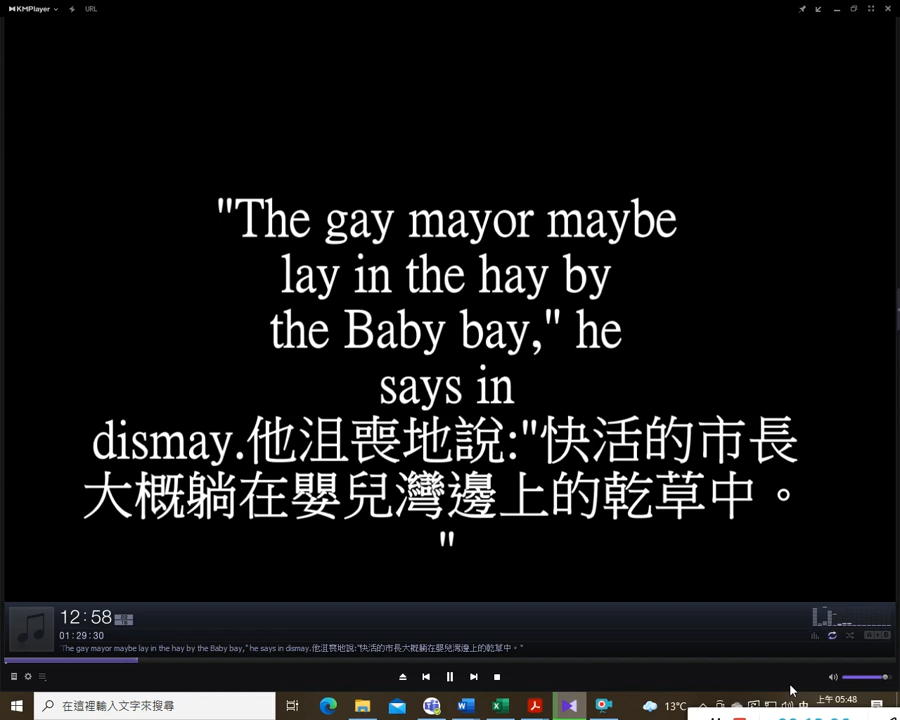 KMPlayer
URL
"The gay mayor maybe
lay in the hay by
the Baby bay," he
says in
dismay.他沮喪地說:"快活的市長
大概躺在嬰兒灣邊上的乾草中。
"
12:58
01:29:30
"The gay mayor maybe lay in the hay by the Baby bay," he says in dismay.他沮喪地說:"快活的市長大概躺在嬰兒灣邊上的乾草中。"
在這裡輸入文字來搜尋
13°C
中
上午 05:48